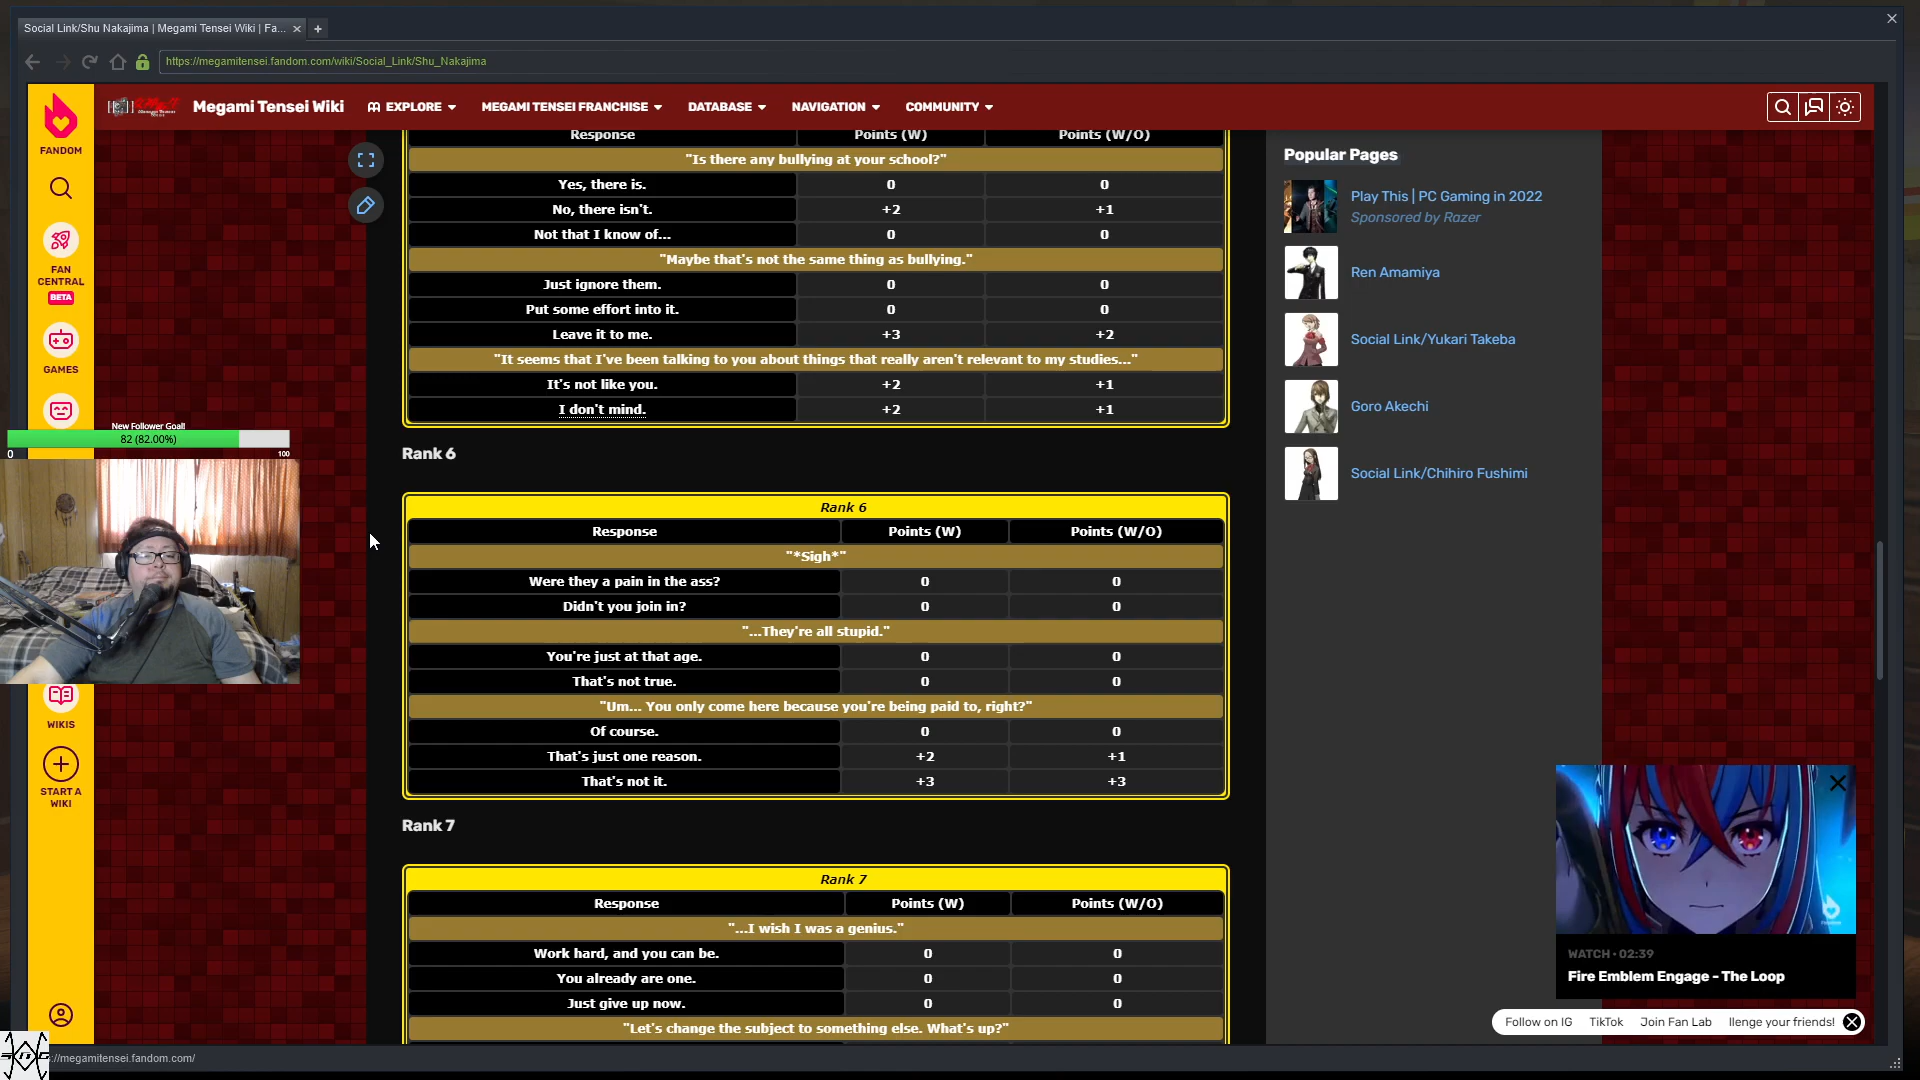 Social Link/Shu Nakajima | Megami Tensei Wiki | Fa...
https://megamitensei.fandom.com/wiki/Social_Link/Shu_Nakajima
FANDOM
Megami Tensei Wiki
EXPLORE
MEGAMI TENSEI FRANCHISE
DATABASE
NAVIGATION
COMMUNITY
FAN CENTRAL
BETA
GAMES
WIKIS
START A WIKI
Response Points (W) Points (W/O)
"Is there any bullying at your school?"
Yes, there is. 0 0
No, there isn't. +2 +1
Not that I know of... 0 0
"Maybe that's not the same thing as bullying."
Just ignore them. 0 0
Put some effort into it. 0 0
Leave it to me. +3 +2
"It seems that I've been talking to you about things that really aren't relevant to my studies..."
It's not like you. +2 +1
I don't mind. +2 +1
Rank 6
Rank 6
Response Points (W) Points (W/O)
"*Sigh*"
Were they a pain in the ass? 0 0
Didn't you join in? 0 0
"...They're all stupid."
You're just at that age. 0 0
That's not true. 0 0
"Um... You only come here because you're being paid to, right?"
Of course. 0 0
That's just one reason. +2 +1
That's not it. +3 +3
Rank 7
Rank 7
Response Points (W) Points (W/O)
"...I wish I was a genius."
Work hard, and you can be. 0 0
You already are one. 0 0
Just give up now. 0 0
"Let's change the subject to something else. What's up?"
New Follower Goal!
82 (82.00%)
0 100
Popular Pages
Play This | PC Gaming in 2022
Sponsored by Razer
Ren Amamiya
Social Link/Yukari Takeba
Goro Akechi
Social Link/Chihiro Fushimi
WATCH • 02:39
Fire Emblem Engage - The Loop
Follow on IG TikTok Join Fan Lab llenge your friends!
://megamitensei.fandom.com/